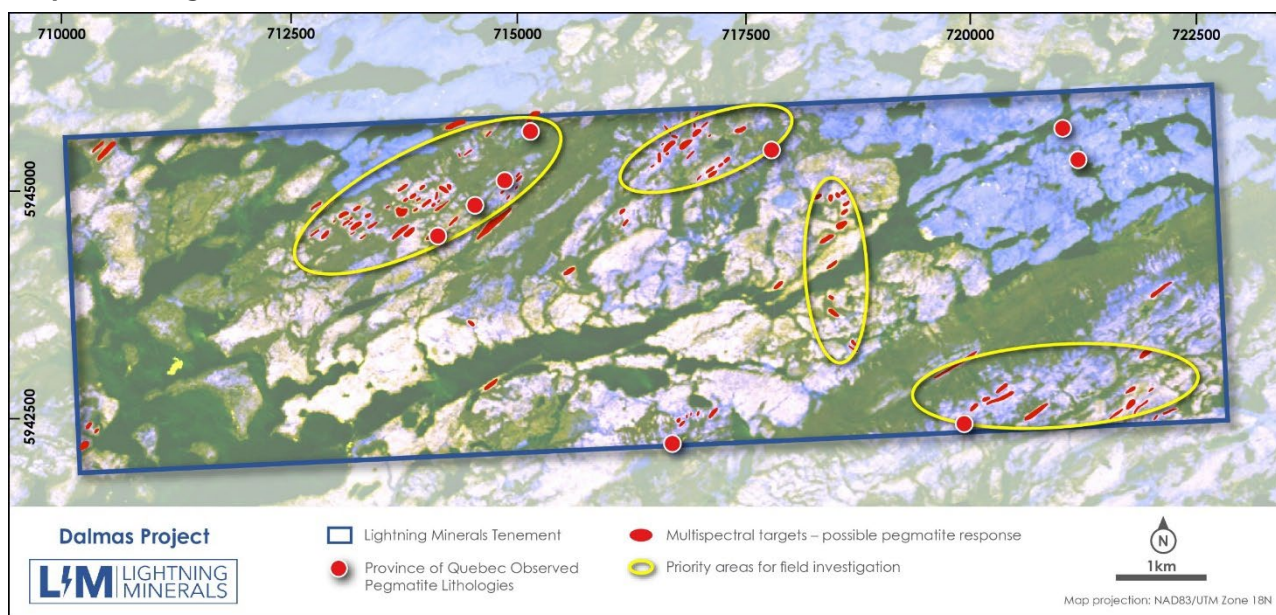 710000 712500 715000 717500 720000 722500
5945000
5942500
Dalmas Project
LM LIGHTNING
MINERALS
Lightning Minerals Tenement
Province of Quebec Observed
Pegmatite Lithologies
Multispectral targets – possible pegmatite response
Priority areas for field investigation
N
1km
Map projection: NAD83/UTM Zone 18N